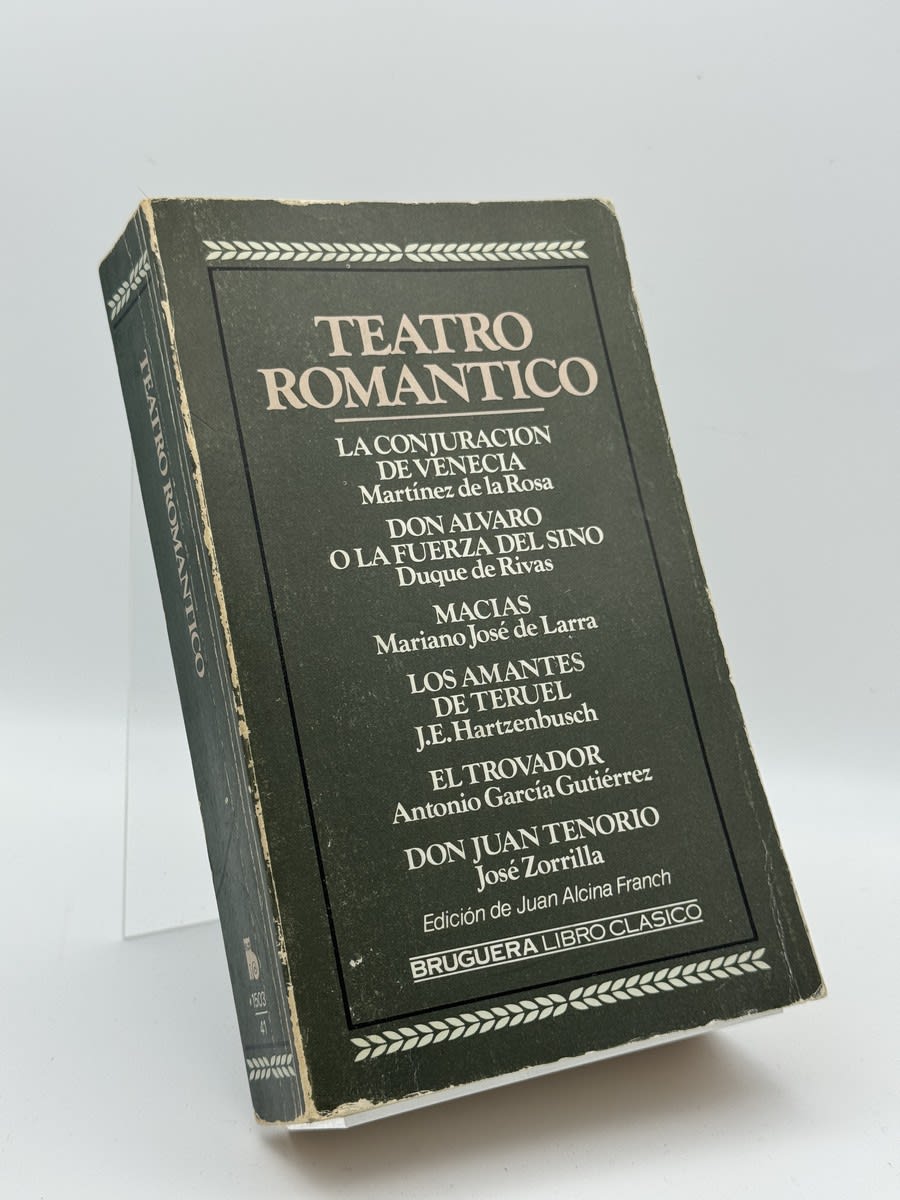 TEATRO
ROMANTICO
LA CONJURACION
DE VENECIA
Martínez de la Rosa
DON ALVARO
O LA FUERZA DEL SINO
Duque de Rivas
MACIAS
Mariano José de Larra
LOS AMANTES
DE TERUEL
J.E. Hartzenbusch
EL TROVADOR
Antonio García Gutiérrez
DON JUAN TENORIO
José Zorrilla
Edición de Juan Alcina Franch
BRUGUERA LIBRO CLASICO
TEATRO ROMANTICO
1503
41